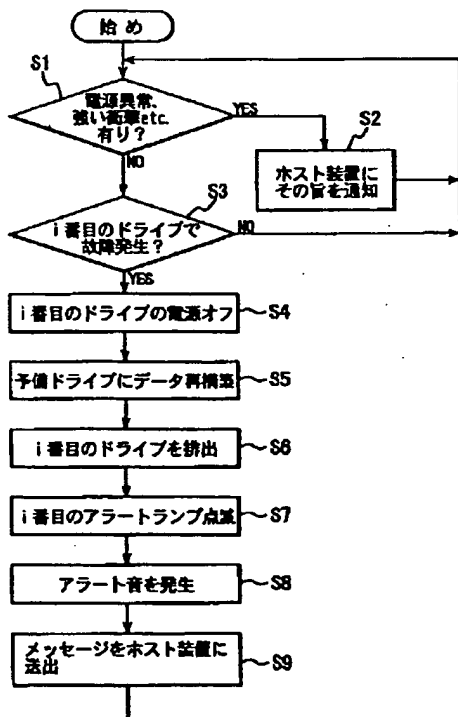 始め
S1
電源異常、
強い衝撃etc.
有り？
YES
S2
ホスト装置に
その旨を通知
NO
S3
i番目のドライブで
故障発生？
NO
YES
i番目のドライブの電源オフ
S4
予備ドライブにデータ再構築
S5
i番目のドライブを排出
S6
i番目のアラートランプ点滅
S7
アラート音を発生
S8
メッセージをホスト装置に
送出
S9